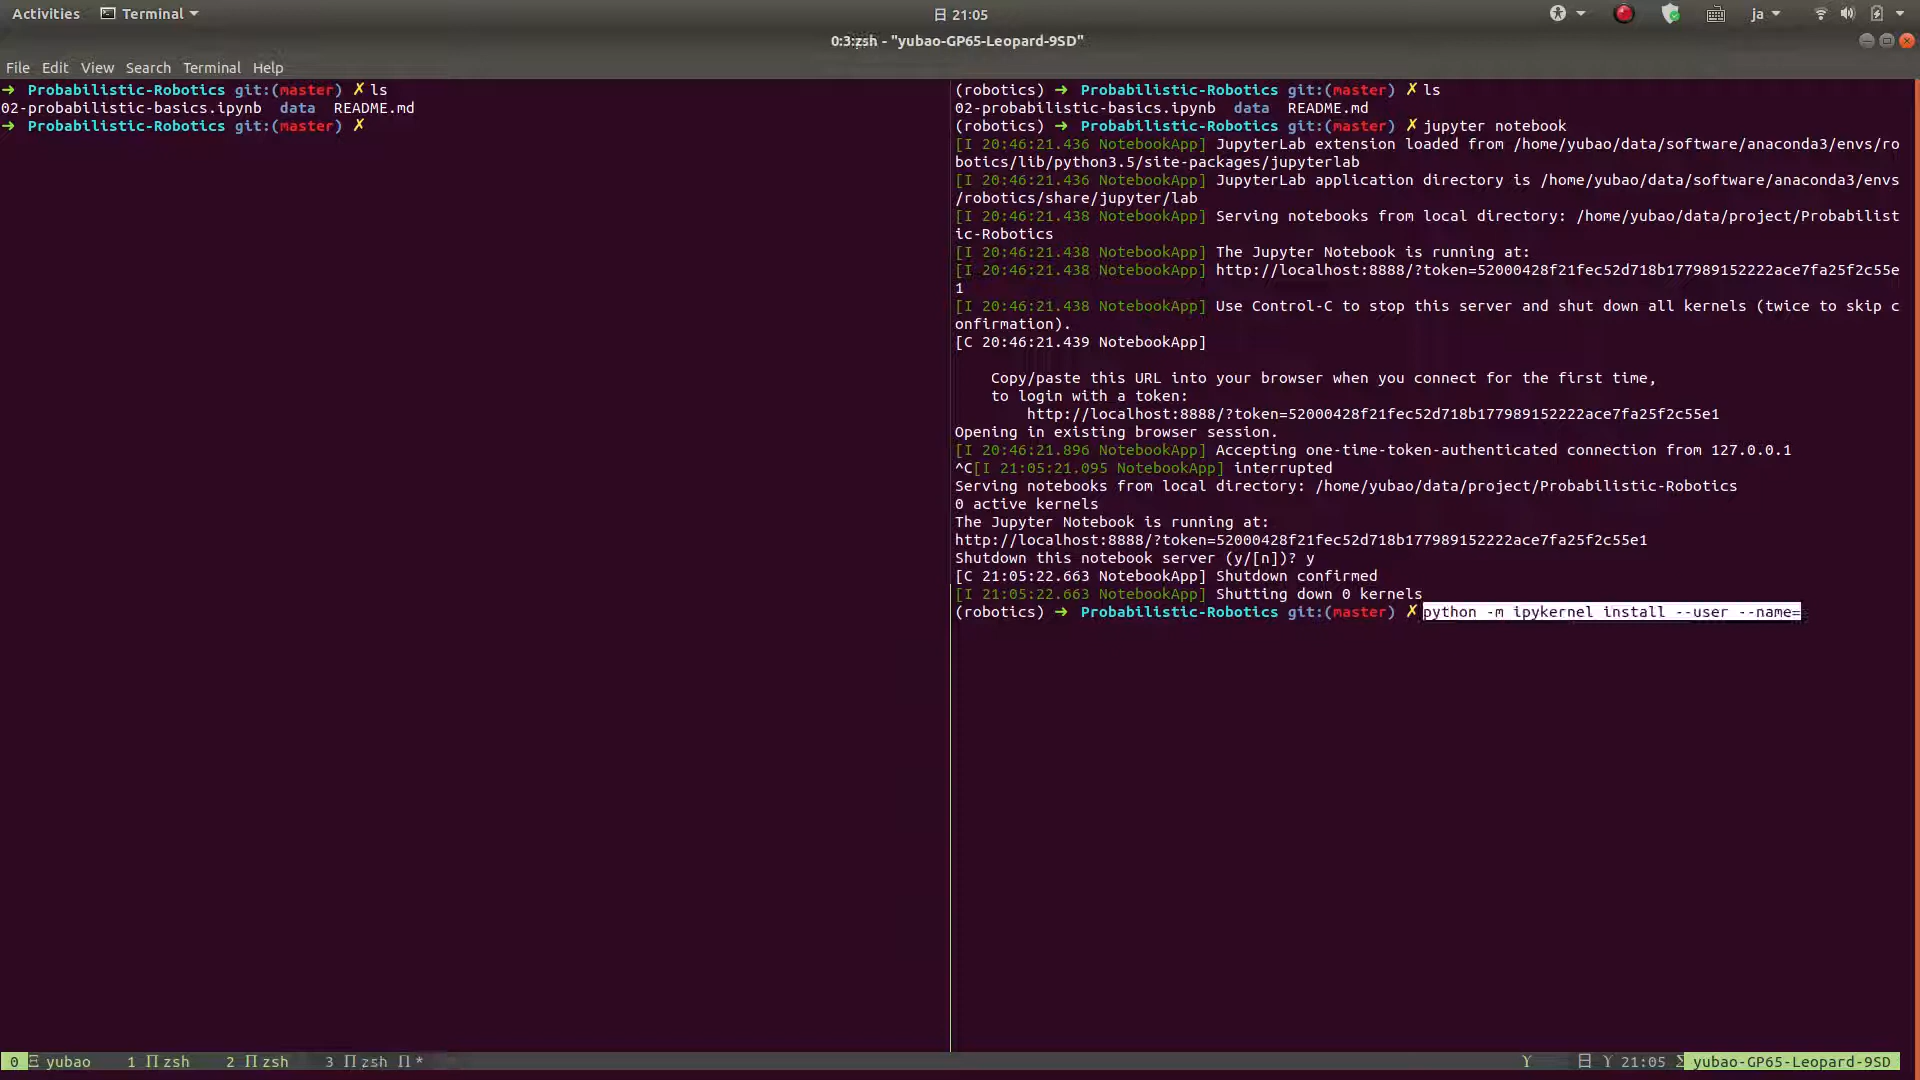 Activities Terminal 日 21:05 ja
0:3:zsh - "yubao-GP65-Leopard-9SD"
File Edit View Search Terminal Help
➜ Probabilistic-Robotics git:(master) ✗ ls
02-probabilistic-basics.ipynb data README.md
➜ Probabilistic-Robotics git:(master) ✗
(robotics) ➜ Probabilistic-Robotics git:(master) ✗ ls
02-probabilistic-basics.ipynb data README.md
(robotics) ➜ Probabilistic-Robotics git:(master) ✗ jupyter notebook
[I 20:46:21.436 NotebookApp] JupyterLab extension loaded from /home/yubao/data/software/anaconda3/envs/ro
botics/lib/python3.5/site-packages/jupyterlab
[I 20:46:21.436 NotebookApp] JupyterLab application directory is /home/yubao/data/software/anaconda3/envs
/robotics/share/jupyter/lab
[I 20:46:21.438 NotebookApp] Serving notebooks from local directory: /home/yubao/data/project/Probabilist
ic-Robotics
[I 20:46:21.438 NotebookApp] The Jupyter Notebook is running at:
[I 20:46:21.438 NotebookApp] http://localhost:8888/?token=52000428f21fec52d718b177989152222ace7fa25f2c55e
1
[I 20:46:21.438 NotebookApp] Use Control-C to stop this server and shut down all kernels (twice to skip c
onfirmation).
[C 20:46:21.439 NotebookApp]
Copy/paste this URL into your browser when you connect for the first time,
to login with a token:
http://localhost:8888/?token=52000428f21fec52d718b177989152222ace7fa25f2c55e1
Opening in existing browser session.
[I 20:46:21.896 NotebookApp] Accepting one-time-token-authenticated connection from 127.0.0.1
^C[I 21:05:21.095 NotebookApp] interrupted
Serving notebooks from local directory: /home/yubao/data/project/Probabilistic-Robotics
0 active kernels
The Jupyter Notebook is running at:
http://localhost:8888/?token=52000428f21fec52d718b177989152222ace7fa25f2c55e1
Shutdown this notebook server (y/[n])? y
[C 21:05:22.663 NotebookApp] Shutdown confirmed
[I 21:05:22.663 NotebookApp] Shutting down 0 kernels
(robotics) ➜ Probabilistic-Robotics git:(master) ✗ python -m ipykernel install --user --name=
0 Ξ yubao 1 Π zsh 2 Π zsh 3 Π zsh Π * Υ 日 Υ 21:05 Σ yubao-GP65-Leopard-9SD